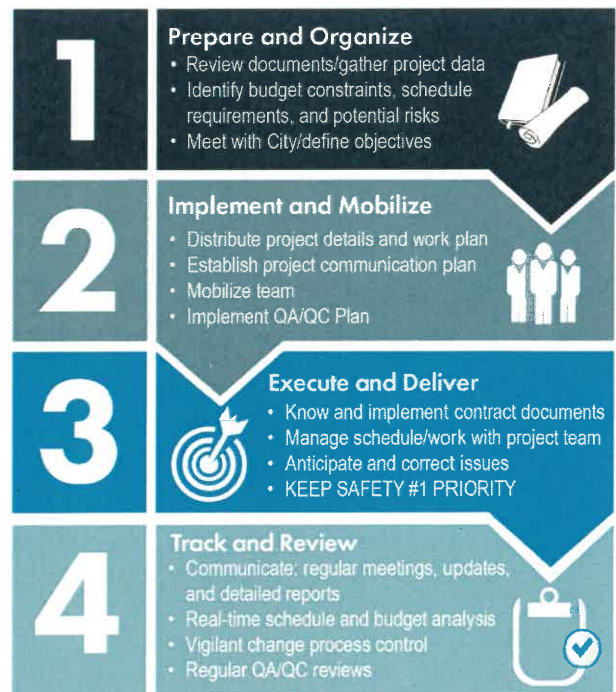 1
Prepare and Organize
• Review documents/gather project data
• Identify budget constraints, schedule
requirements, and potential risks
• Meet with City/define objectives
2
Implement and Mobilize
• Distribute project details and work plan
• Establish project communication plan
• Mobilize team
• Implement QA/QC Plan
3
Execute and Deliver
• Know and implement contract documents
• Manage schedule/work with project team
• Anticipate and correct issues
• KEEP SAFETY #1 PRIORITY
4
Track and Review
• Communicate: regular meetings, updates,
and detailed reports
• Real-time schedule and budget analysis
• Vigilant change process control
• Regular QA/QC reviews